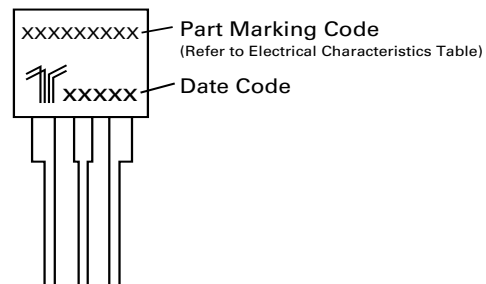 xxxxxxxxx Part Marking Code
(Refer to Electrical Characteristics Table)
xxxxx Date Code